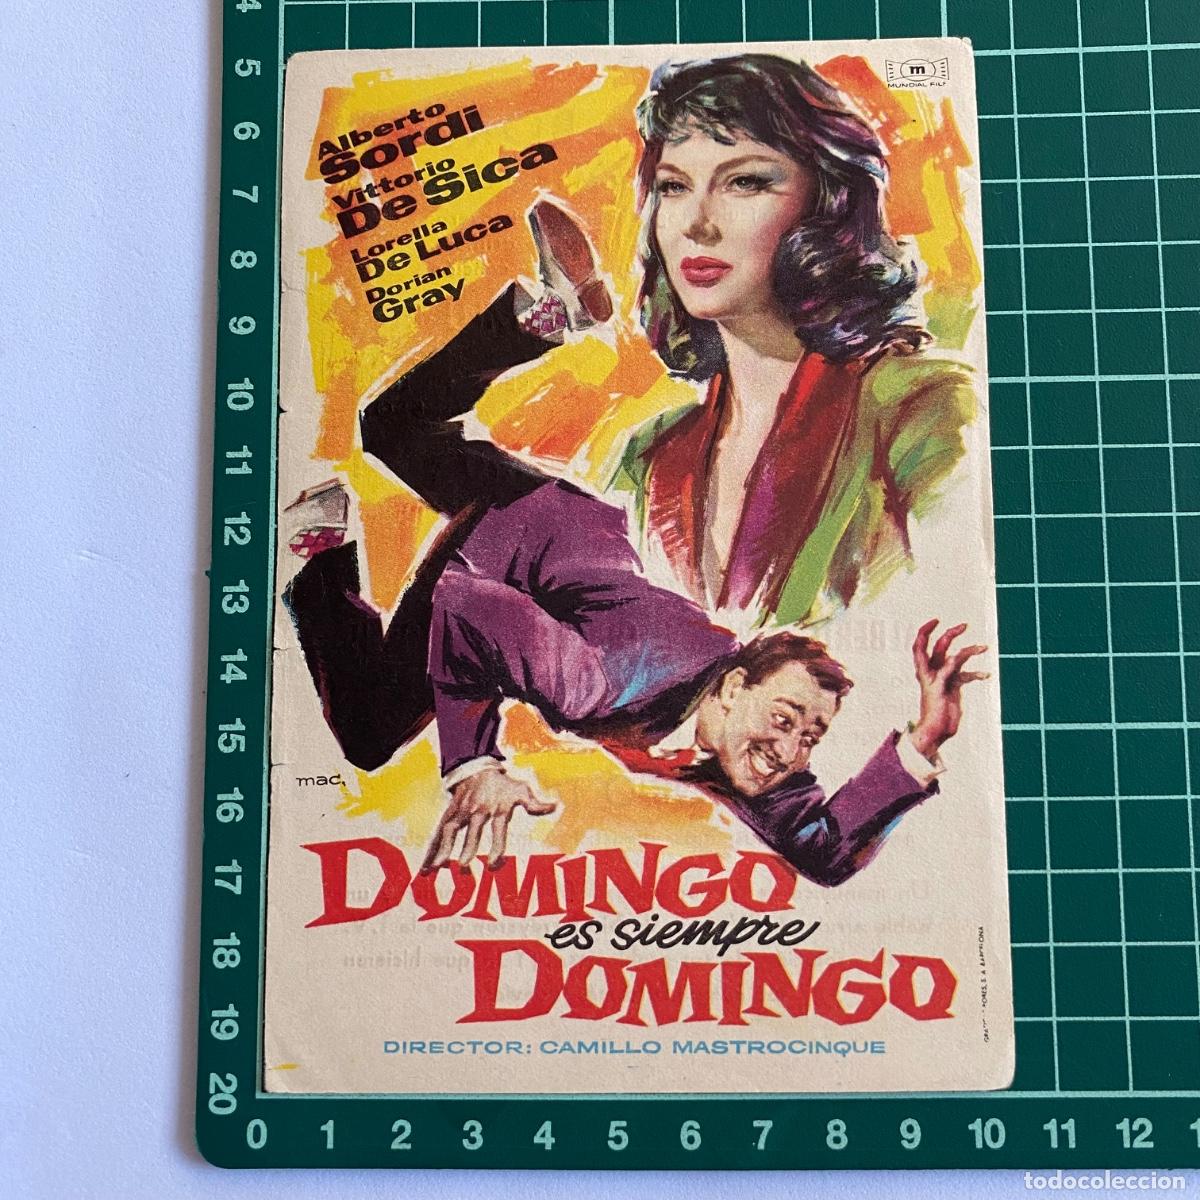 Alberto
Sordi
Vittorio
De Sica
Lorella
De Luca
Dorian
Gray
m
MUNDIAL FILM
mac.
DOMINGO
es siempre
DOMINGO
DIRECTOR: CAMILLO MASTROCINQUE
S. A. BARCELONA
4
5
6
7
8
9
10
11
12
13
14
15
16
17
18
19
20
0 1 2 3 4 5 6 7 8 9 10 11 12 13
todocoleccion